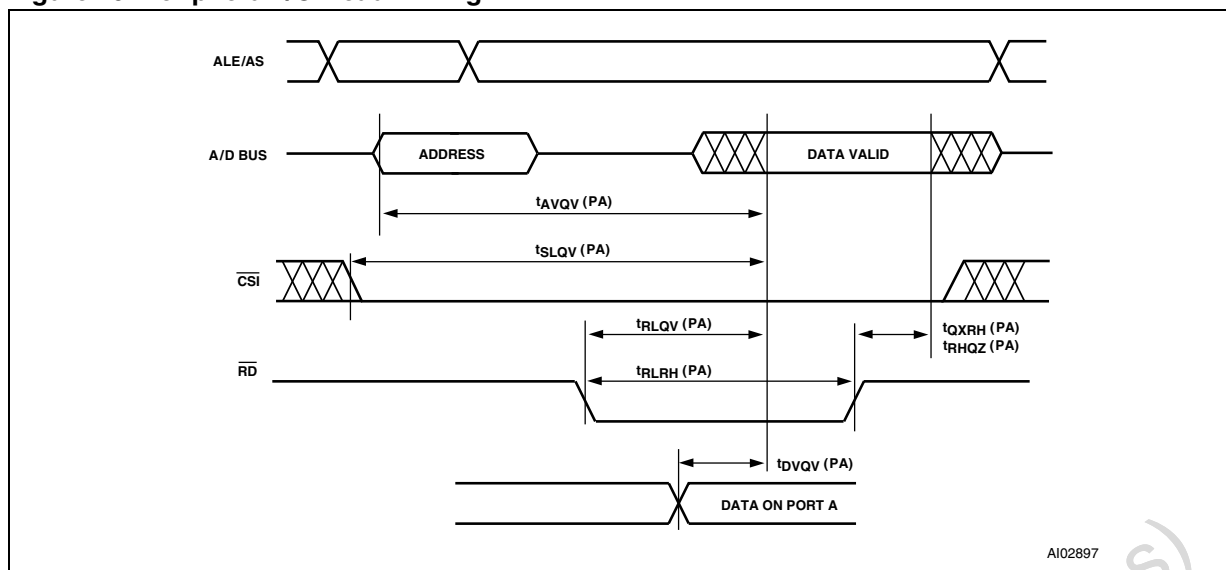 ALE/AS
A/D BUS
ADDRESS
DATA VALID
tAVQV (PA)
tSLQV (PA)
CSI
tRLQV (PA)
tQXRH (PA)
tRHQZ (PA)
tRLRH (PA)
RD
tDVQV (PA)
DATA ON PORT A
AI02897